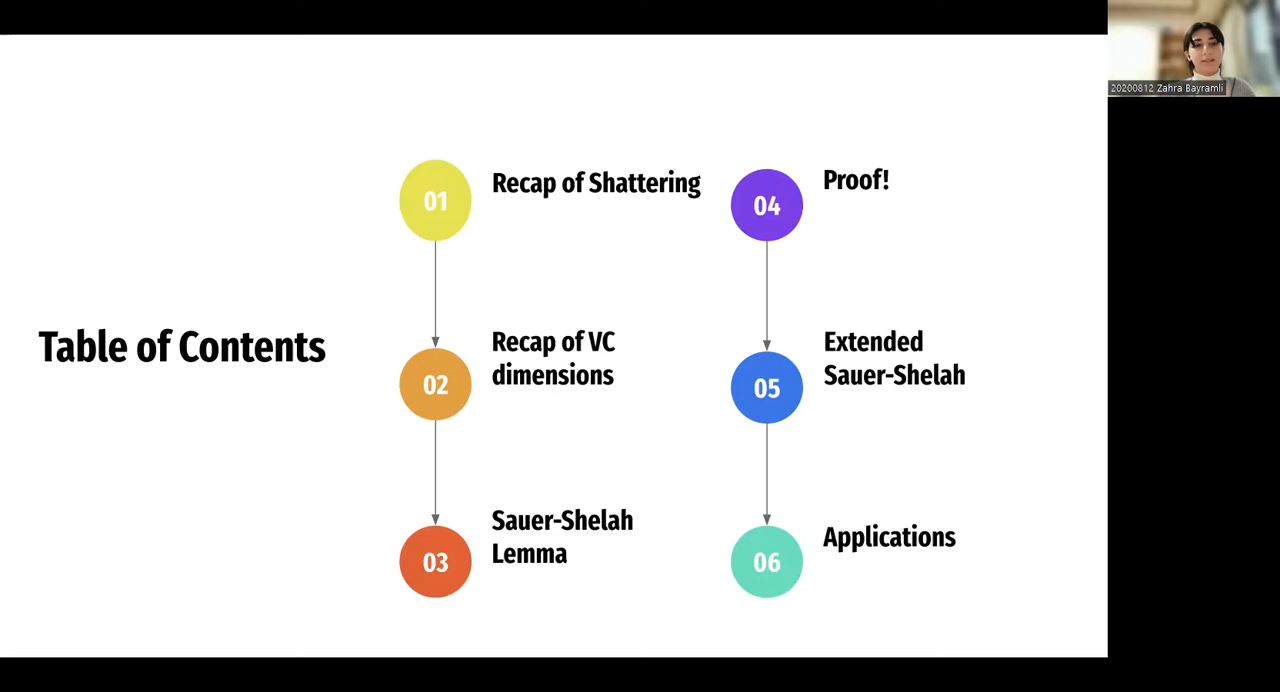 Table of Contents
01
Recap of Shattering
02
Recap of VC
dimensions
03
Sauer-Shelah
Lemma
04
Proof!
05
Extended
Sauer-Shelah
06
Applications
20200812 Zahra Bayramli